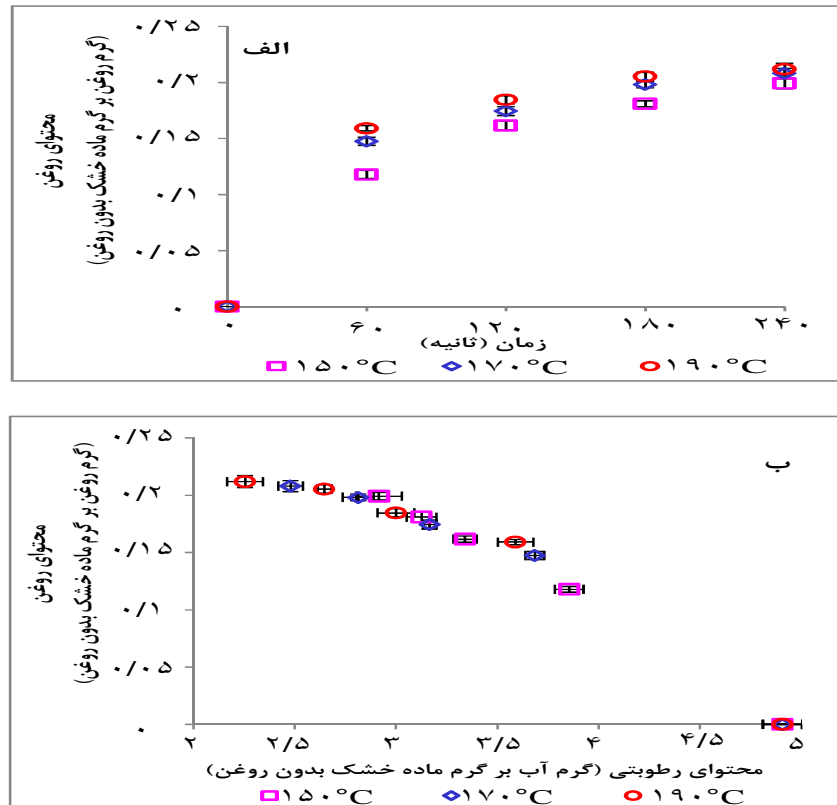 الف
محتوای روغن
(گرم روغن بر گرم ماده خشک بدون روغن)
۰/۲۵
۰/۲
۰/۱۵
۰/۱
۰/۰۵
۰
۰ ۶۰ ۱۲۰ ۱۸۰ ۲۴۰
زمان (ثانیه)
۱۵۰°C ۱۷۰°C ۱۹۰°C
ب
محتوای روغن
(گرم روغن بر گرم ماده خشک بدون روغن)
۰/۲۵
۰/۲
۰/۱۵
۰/۱
۰/۰۵
۰
۲ ۲/۵ ۳ ۳/۵ ۴ ۴/۵ ۵
محتوای رطوبتی (گرم آب بر گرم ماده خشک بدون روغن)
۱۵۰°C ۱۷۰°C ۱۹۰°C